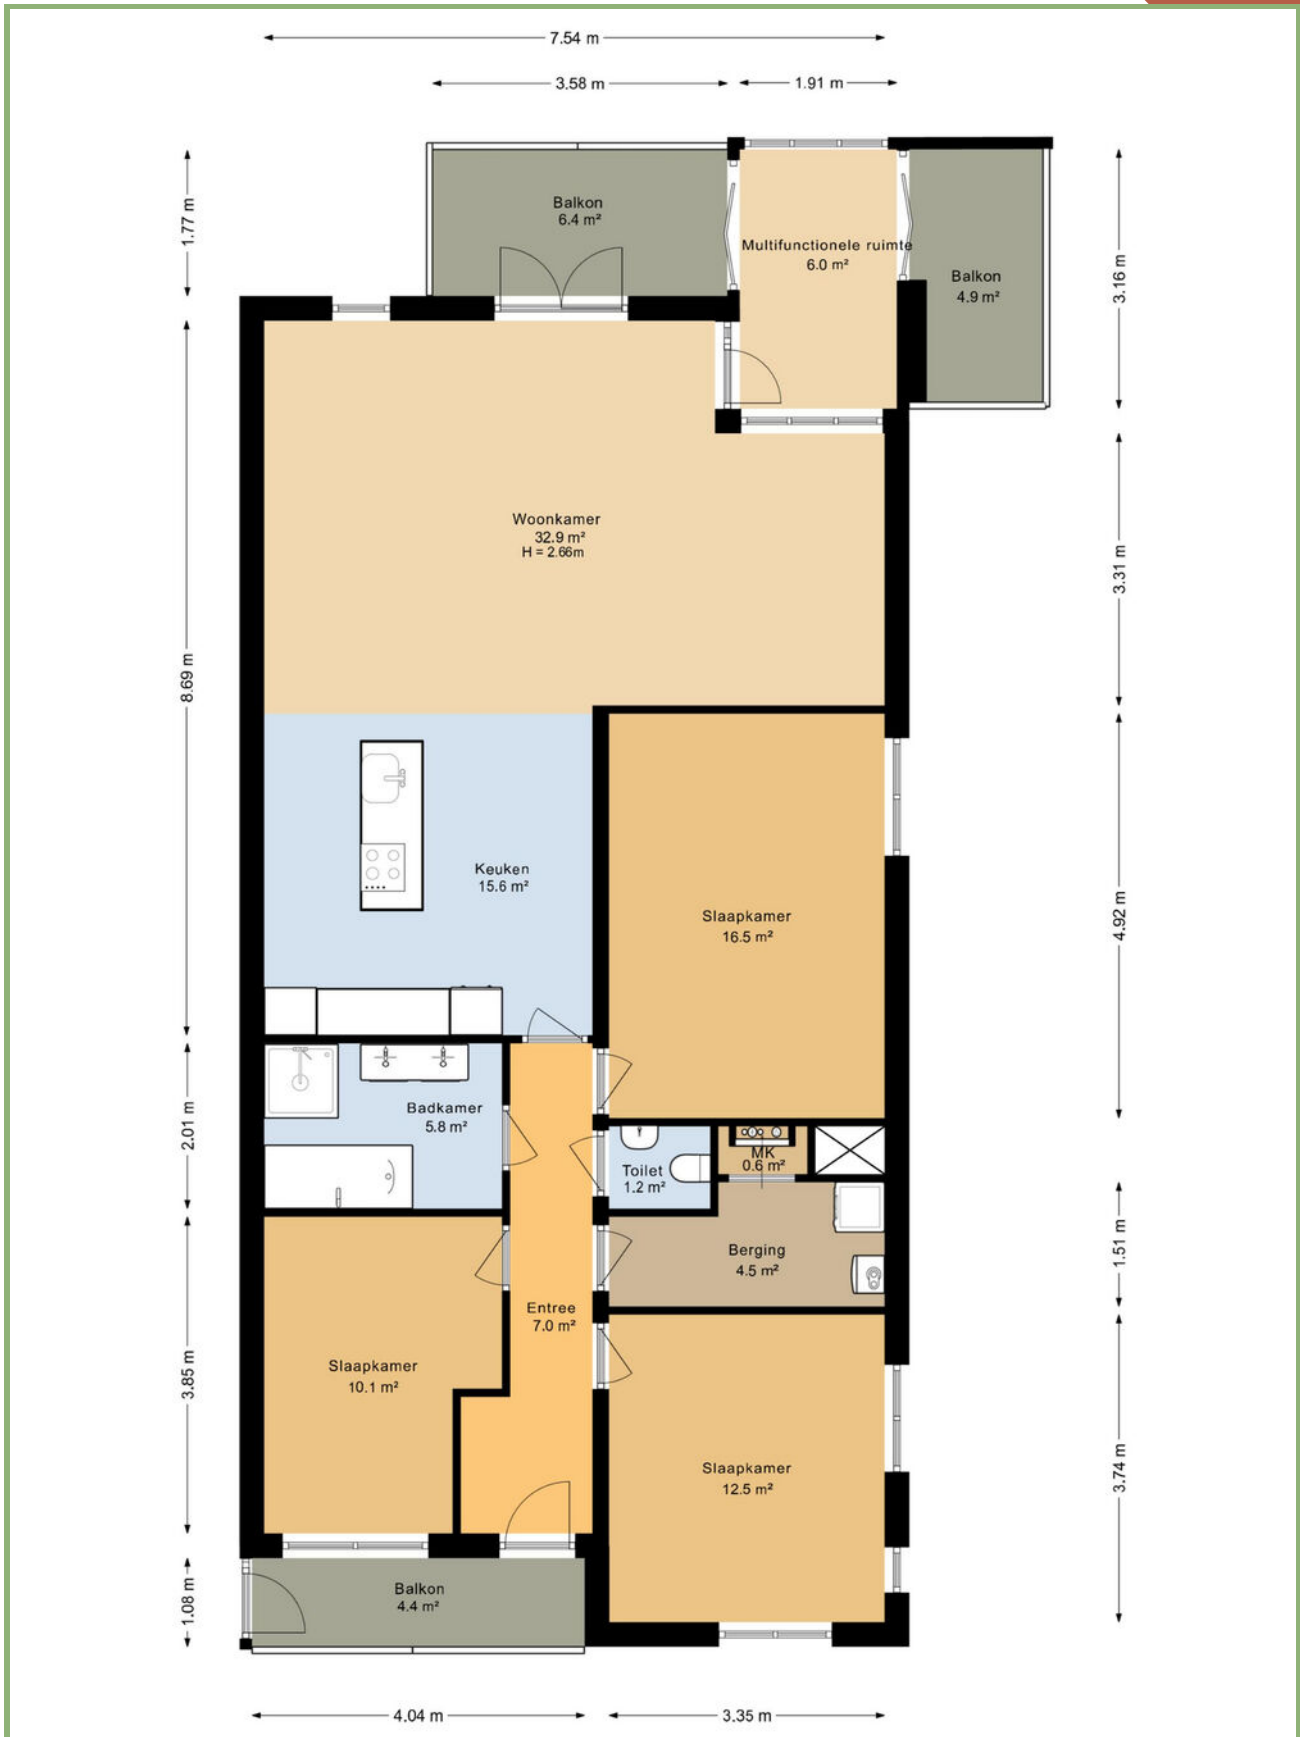 7.54 m
3.58 m
1.91 m
1.77 m
Balkon
6.4 m²
Multifunctionele ruimte
6.0 m²
Balkon
4.9 m²
3.16 m
Woonkamer
32.9 m²
H = 2.66m
3.31 m
8.69 m
Keuken
15.6 m²
Slaapkamer
16.5 m²
4.92 m
2.01 m
Badkamer
5.8 m²
Toilet
1.2 m²
MK
0.6 m²
Berging
4.5 m²
1.51 m
Entree
7.0 m²
3.85 m
Slaapkamer
10.1 m²
Slaapkamer
12.5 m²
3.74 m
1.08 m
Balkon
4.4 m²
4.04 m
3.35 m